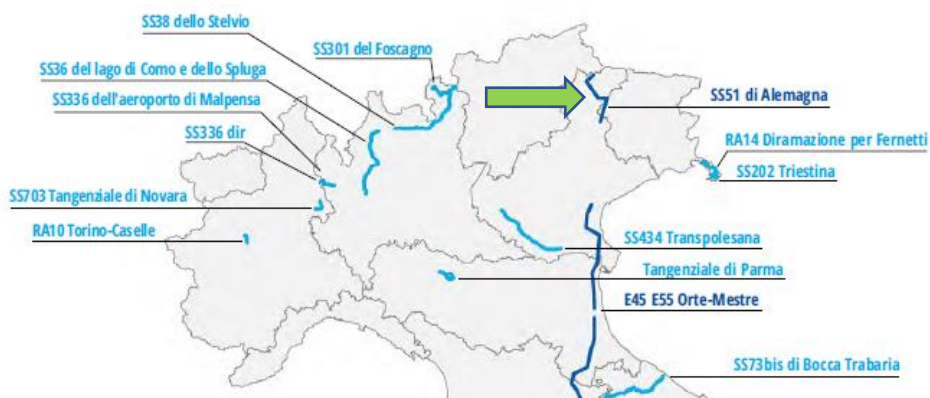 SS38 dello Stelvio
SS301 del Foscagno
SS36 del lago di Como e dello Spluga
SS336 dell'aeroporto di Malpensa
SS51 di Alemagna
SS336 dir
RA14 Diramazione per Fernetti
SS202 Triestina
SS703 Tangenziale di Novara
RA10 Torino-Caselle
SS434 Transpolesana
Tangenziale di Parma
E45 E55 Orte-Mestre
SS73bis di Bocca Trabaria